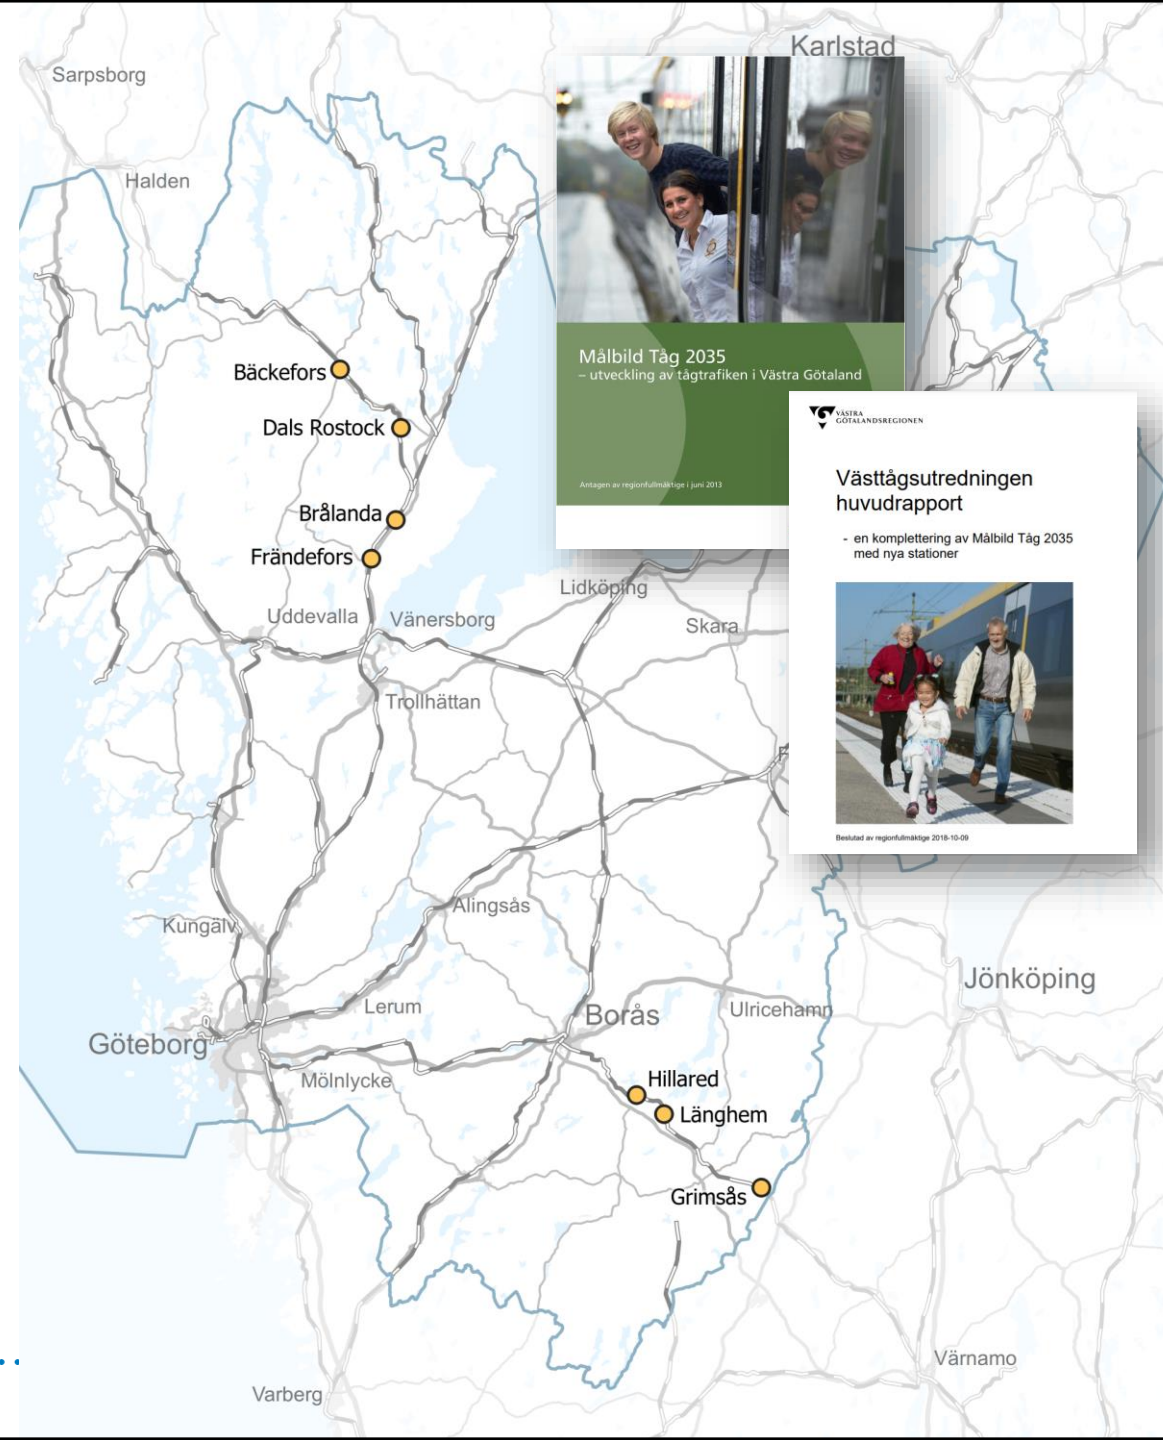 Karlstad
Sarpsborg
Halden
Bäckefors
Dals Rostock
Brålanda
Frändefors
Uddevalla
Vänersborg
Trollhättan
Lidköping
Skara
Målbild Tåg 2035
– utveckling av tågtrafiken i Västra Götaland
Antagen av regionfullmäktige i juni 2013
VÄSTRA
GÖTALANDSREGIONEN
Västtågsutredningen
huvudrapport
- en komplettering av Målbild Tåg 2035
med nya stationer
Beslutad av regionfullmäktige 2018-10-09
Alingsås
Kungälv
Lerum
Göteborg
Mölnlycke
Borås
Ulricehamn
Jönköping
Hillared
Länghem
Grimsås
Värnamo
Varberg